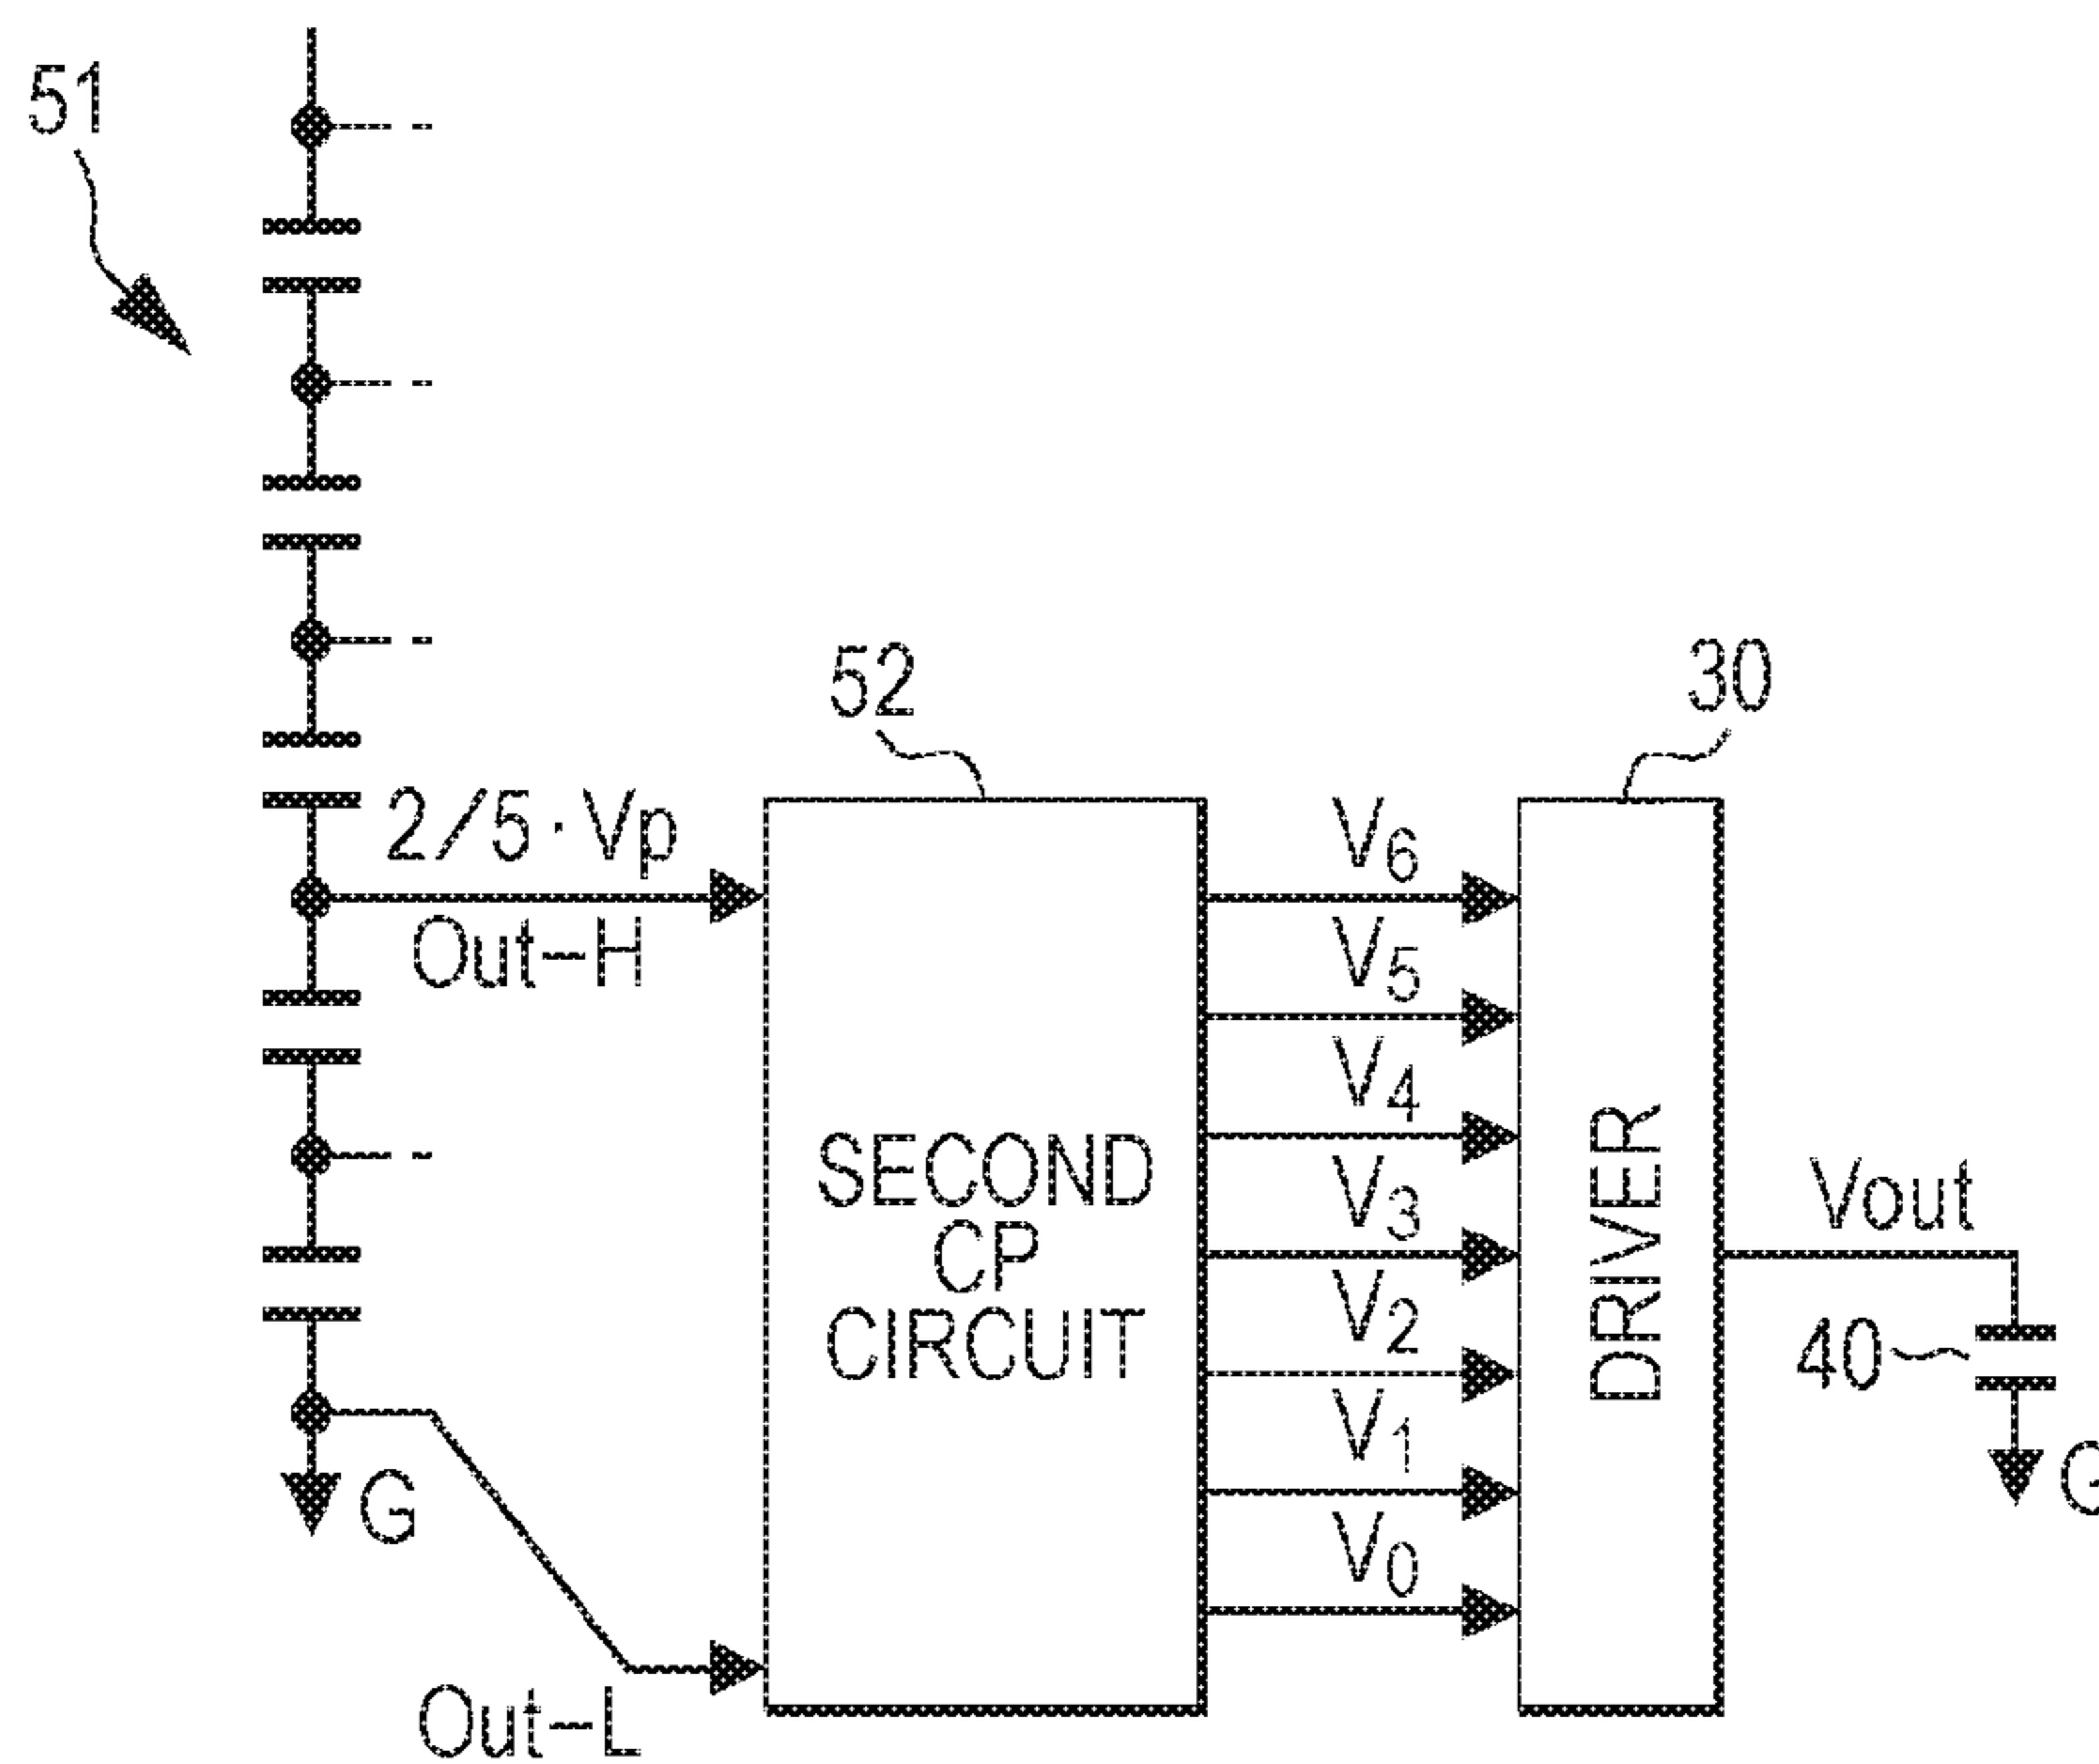 51
52
30
2/5·Vp
Out-H
V6
V5
V4
V3
V2
V1
V0
SECOND
CP
CIRCUIT
DRIVER
Vout
40
G
G
Out-L